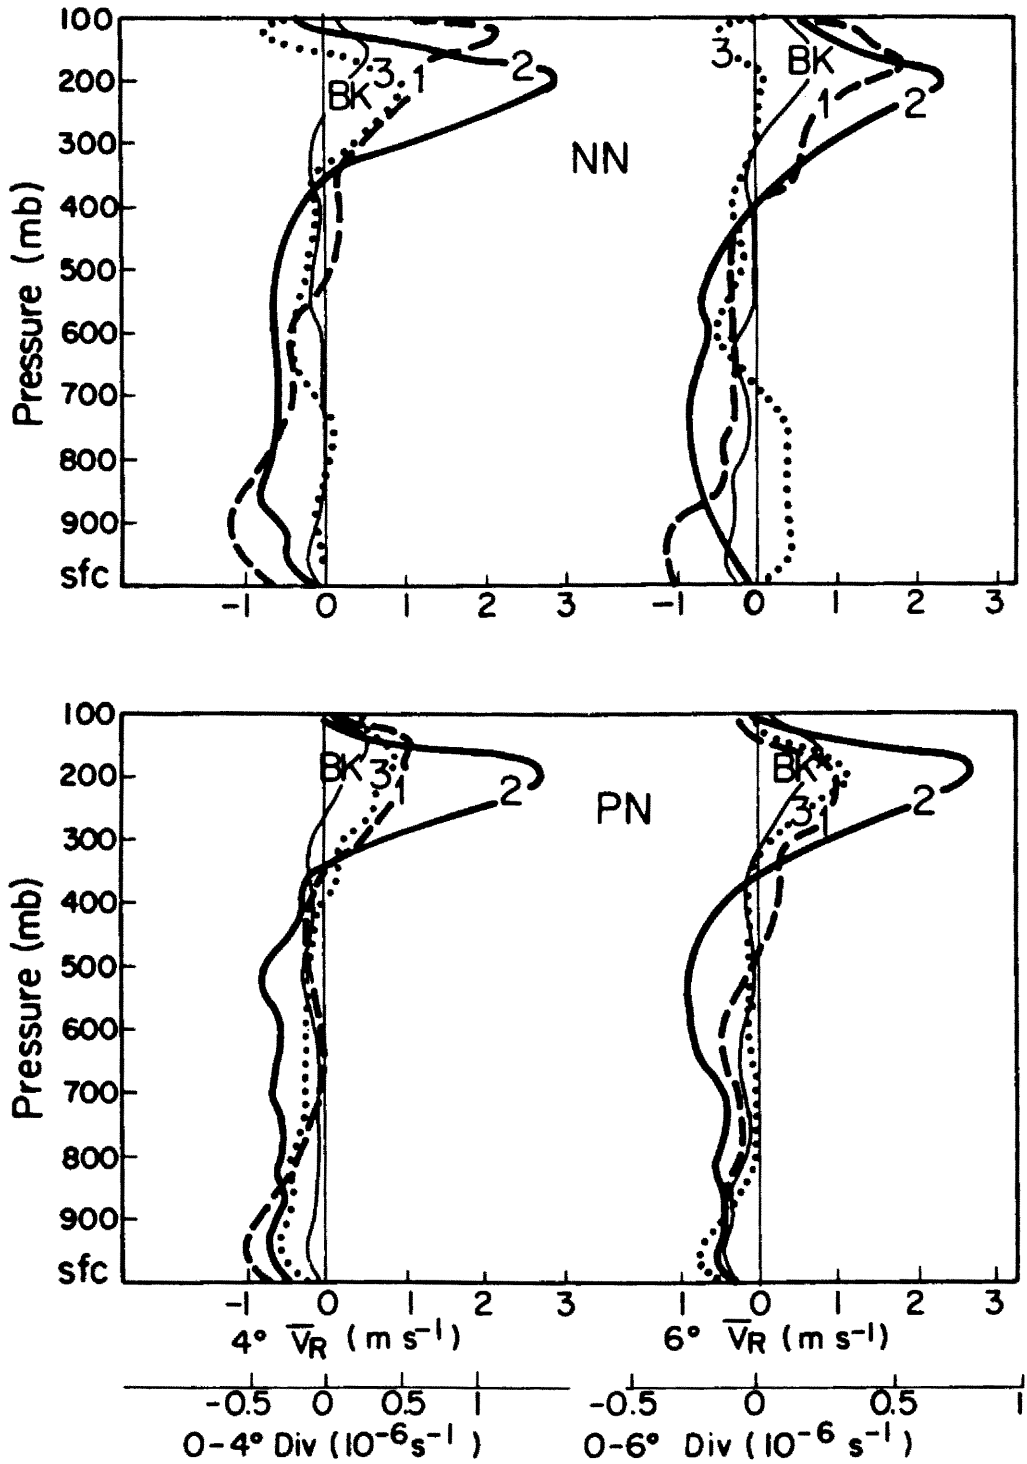 100
200
300
400
500
600
700
800
900
sfc
Pressure (mb)
3
1
2
BK
NN
3
BK
1
2
-1 0 1 2 3
-1 0 1 2 3
100
200
300
400
500
600
700
800
900
sfc
Pressure (mb)
BK
3
1
2
PN
BK
3
1
2
-1 0 1 2 3
1 0 1 2 3
4° V̅R (m s⁻¹)
6° V̅R (m s⁻¹)
-0.5 0 0.5 1
-0.5 0 0.5 1
0-4° Div (10⁻⁶ s⁻¹)
0-6° Div (10⁻⁶ s⁻¹)